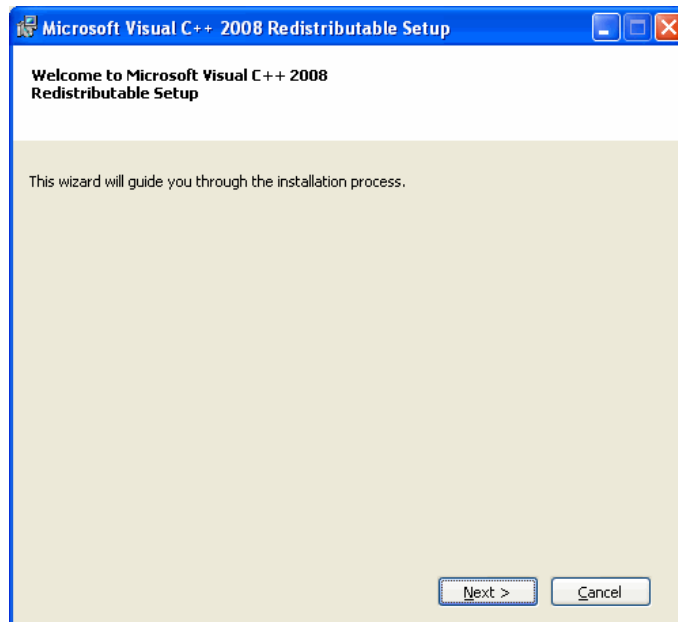 Microsoft Visual C++ 2008 Redistributable Setup
Welcome to Microsoft Visual C++ 2008
Redistributable Setup
This wizard will guide you through the installation process.
Next >
Cancel